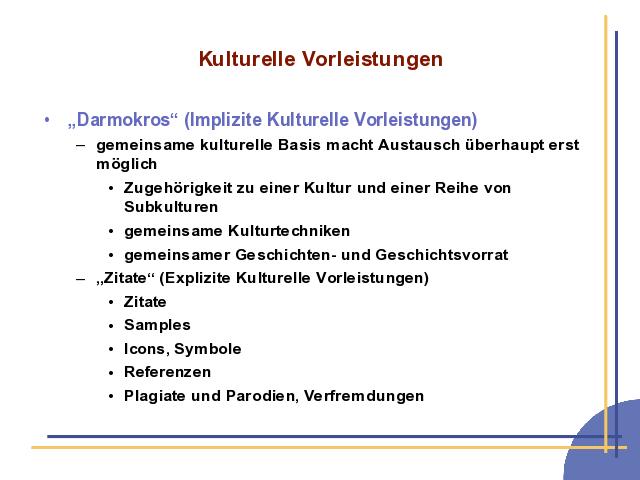 Kulturelle Vorleistungen
• „Darmokros“ (Implizite Kulturelle Vorleistungen)
– gemeinsame kulturelle Basis macht Austausch überhaupt erst
möglich
• Zugehörigkeit zu einer Kultur und einer Reihe von
Subkulturen
• gemeinsame Kulturtechniken
• gemeinsamer Geschichten- und Geschichtsvorrat
– „Zitate“ (Explizite Kulturelle Vorleistungen)
• Zitate
• Samples
• Icons, Symbole
• Referenzen
• Plagiate und Parodien, Verfremdungen